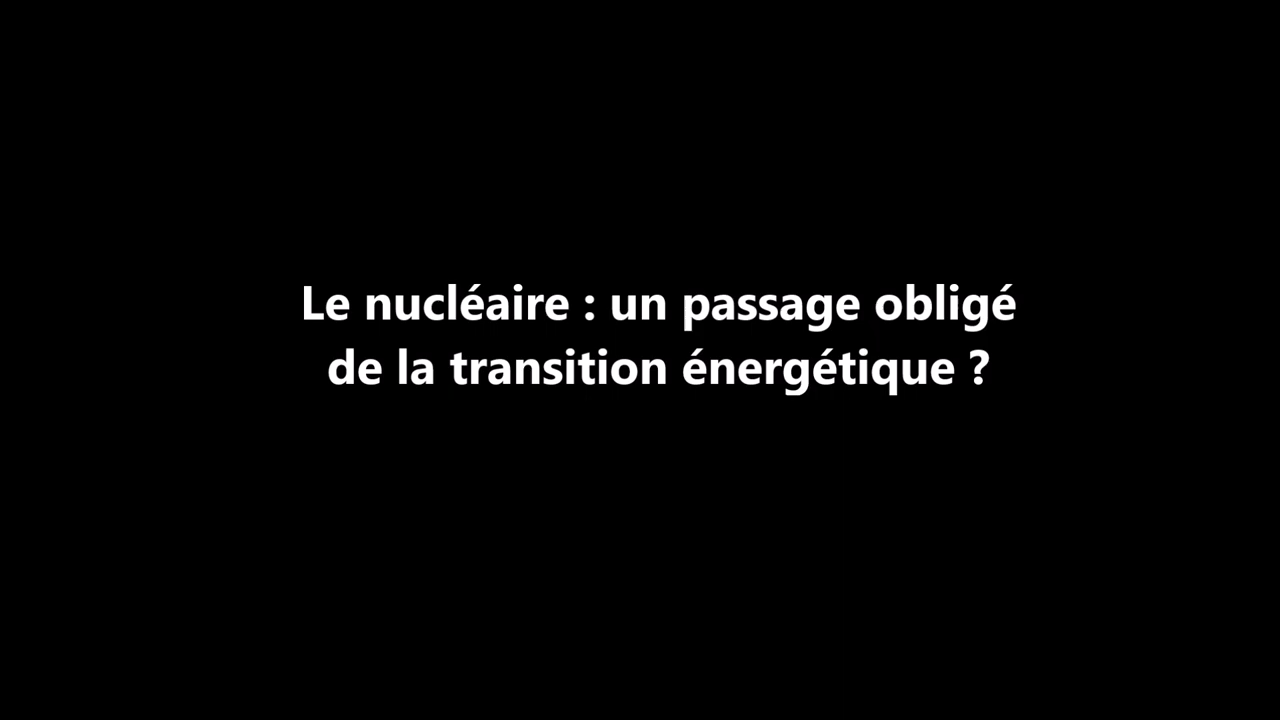 Le nucléaire : un passage obligé
de la transition énergétique ?